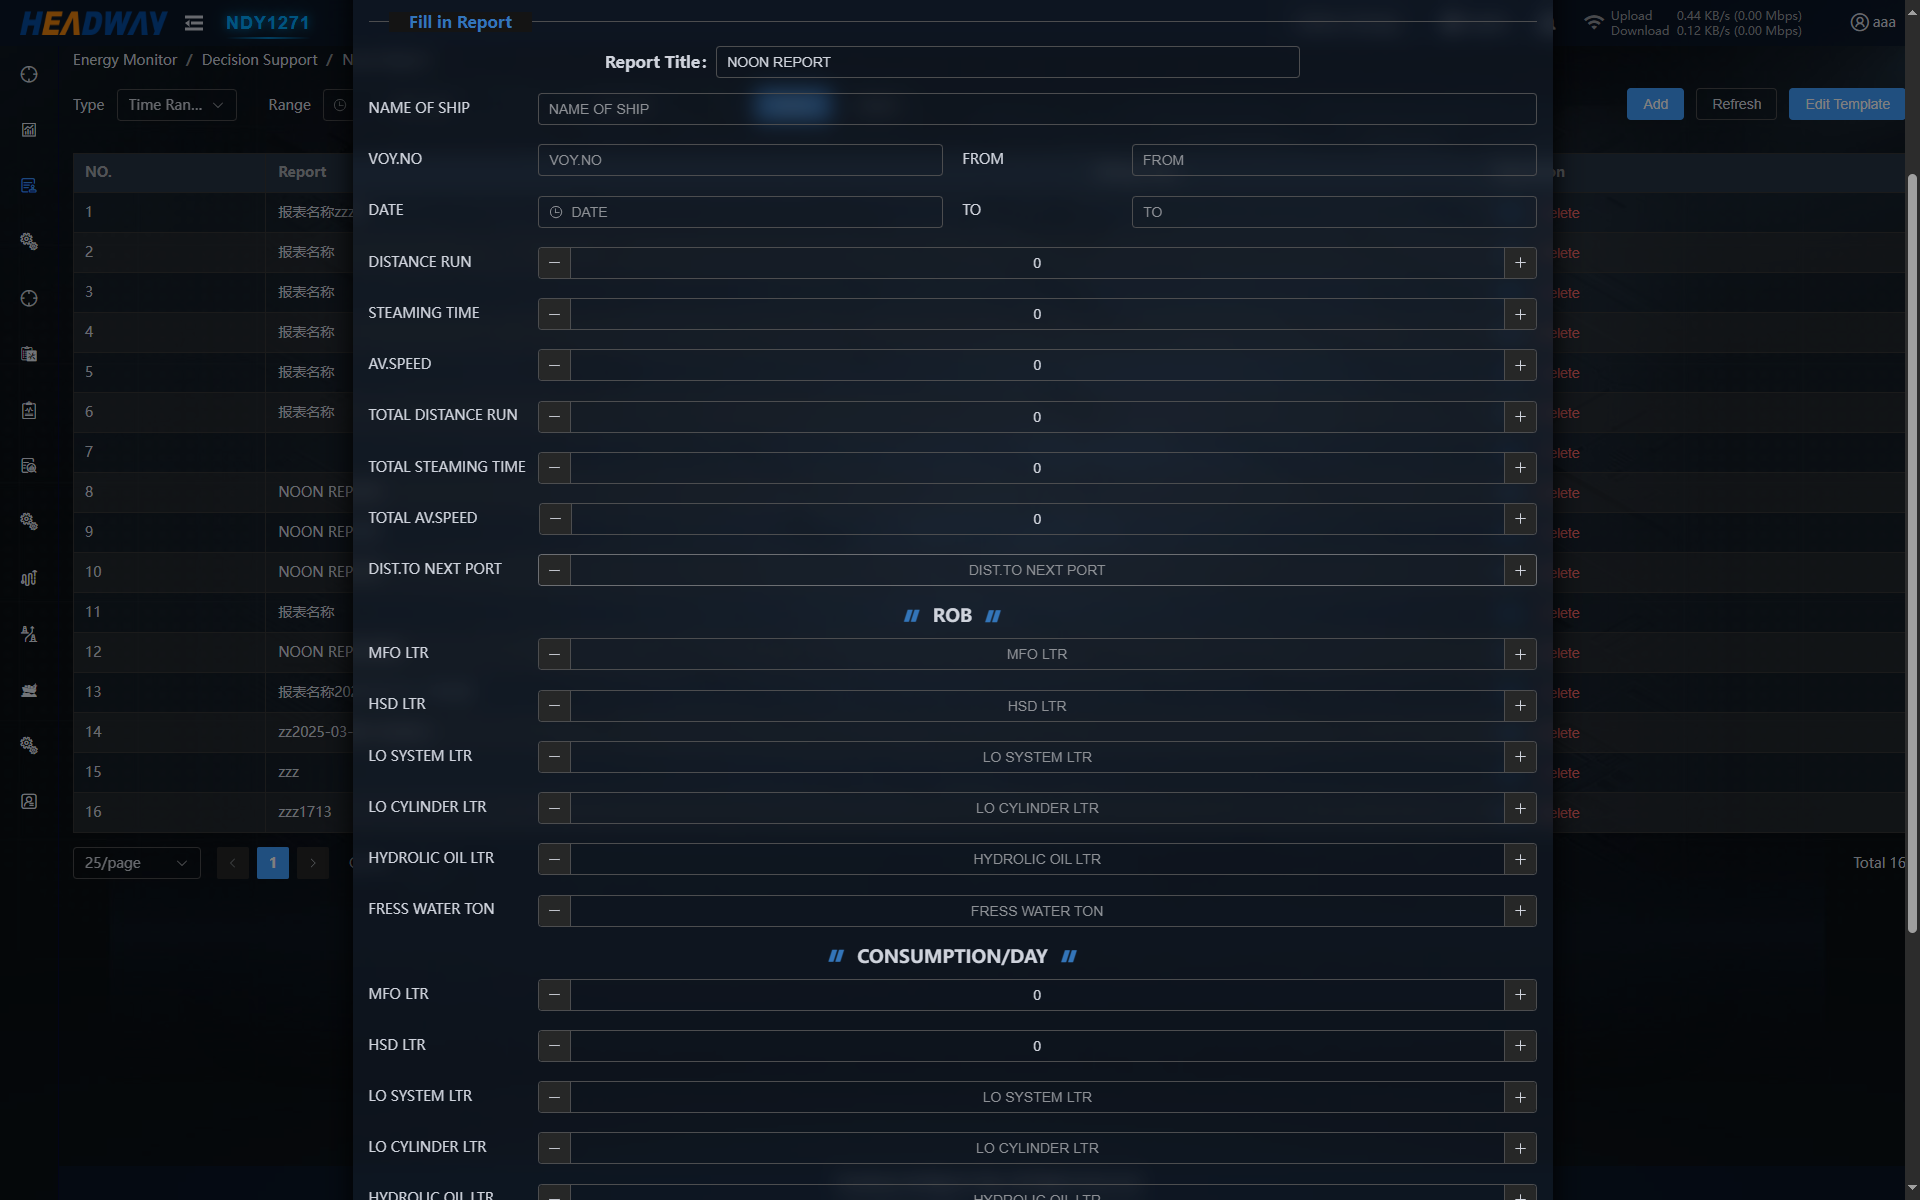 HEADWAY
NDY1271
Upload 0.44 KB/s (0.00 Mbps)
Download 0.12 KB/s (0.00 Mbps)
aaa
Energy Monitor / Decision Support / N
Type Time Ran... Range
Add Refresh Edit Template
NO. Report on
1 报表名称zzz elete
2 报表名称 elete
3 报表名称 elete
4 报表名称 elete
5 报表名称 elete
6 报表名称 elete
7 elete
8 NOON REP elete
9 NOON REP elete
10 NOON REP elete
11 报表名称 elete
12 NOON REP elete
13 报表名称202 elete
14 zz2025-03- elete
15 zzz elete
16 zzz1713 elete
25/page 1 Total 16
Fill in Report
Report Title: NOON REPORT
NAME OF SHIP NAME OF SHIP
VOY.NO VOY.NO FROM FROM
DATE DATE TO TO
DISTANCE RUN 0
STEAMING TIME 0
AV.SPEED 0
TOTAL DISTANCE RUN 0
TOTAL STEAMING TIME 0
TOTAL AV.SPEED 0
DIST.TO NEXT PORT DIST.TO NEXT PORT
ROB
MFO LTR MFO LTR
HSD LTR HSD LTR
LO SYSTEM LTR LO SYSTEM LTR
LO CYLINDER LTR LO CYLINDER LTR
HYDROLIC OIL LTR HYDROLIC OIL LTR
FRESS WATER TON FRESS WATER TON
CONSUMPTION/DAY
MFO LTR 0
HSD LTR 0
LO SYSTEM LTR LO SYSTEM LTR
LO CYLINDER LTR LO CYLINDER LTR
HYDROLIC OIL LTR HYDROLIC OIL LTR